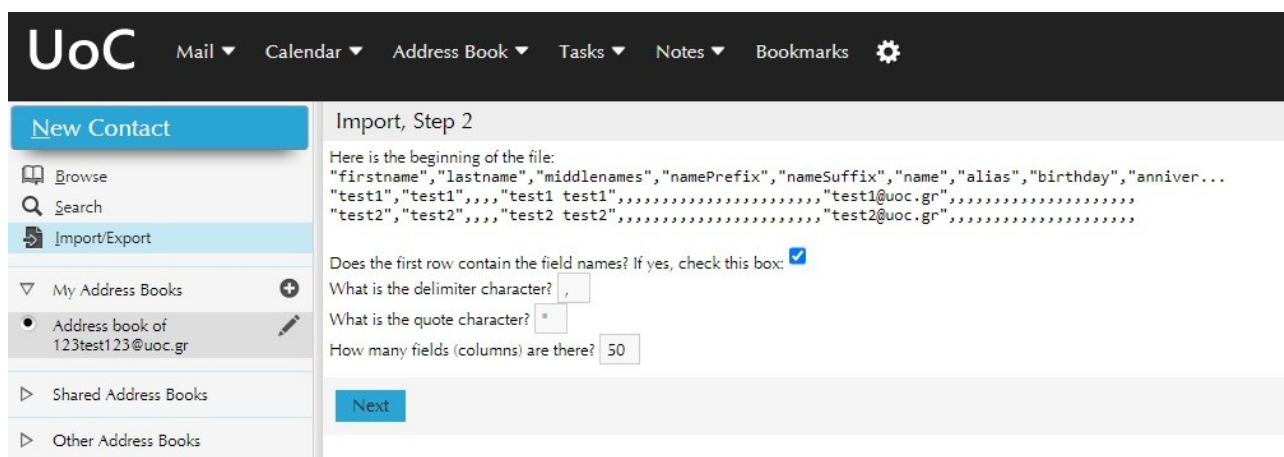 UoC Mail Calendar Address Book Tasks Notes Bookmarks
New Contact
Browse
Search
Import/Export
My Address Books
Address book of
123test123@uoc.gr
Shared Address Books
Other Address Books
Import, Step 2
Here is the beginning of the file:
"firstname","lastname","middlenames","namePrefix","nameSuffix","name","alias","birthday","anniver...
"test1","test1",,,,"test1 test1",,,,,,,,,,,,,,,,,,,,,,,"test1@uoc.gr",,,,,,,,,,,,,,,,,,,,,
"test2","test2",,,,"test2 test2",,,,,,,,,,,,,,,,,,,,,,,"test2@uoc.gr",,,,,,,,,,,,,,,,,,,,,
Does the first row contain the field names? If yes, check this box:
What is the delimiter character? ,
What is the quote character? "
How many fields (columns) are there? 50
Next